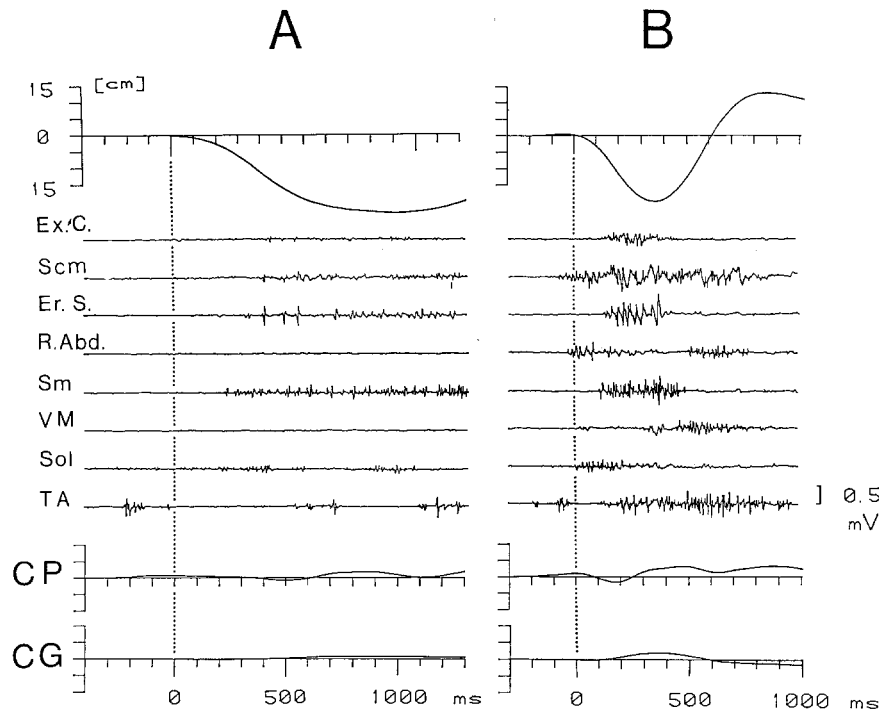 A B
15 [cm]
0
15
Ex.'C.
Scm
Er. S.
R.Abd.
Sm
VM
Sol
TA
] 0.5
mV
CP
CG
0 500 1000 ms 0 500 1000 ms